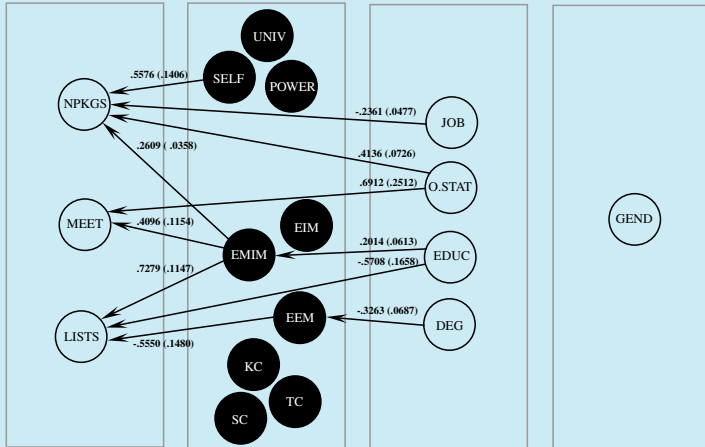 UNIV
.5576 (.1406)
SELF
POWER
NPKGS
-.2361 (.0477)
JOB
.2609 ( .0358)
.4136 (.0726)
.6912 (.2512)
O.STAT
MEET
.4096 (.1154)
EIM
GEND
EMIM
.2014 (.0613)
EDUC
-.5708 (.1658)
.7279 (.1147)
EEM
-.3263 (.0687)
DEG
LISTS
-.5550 (.1480)
KC
TC
SC